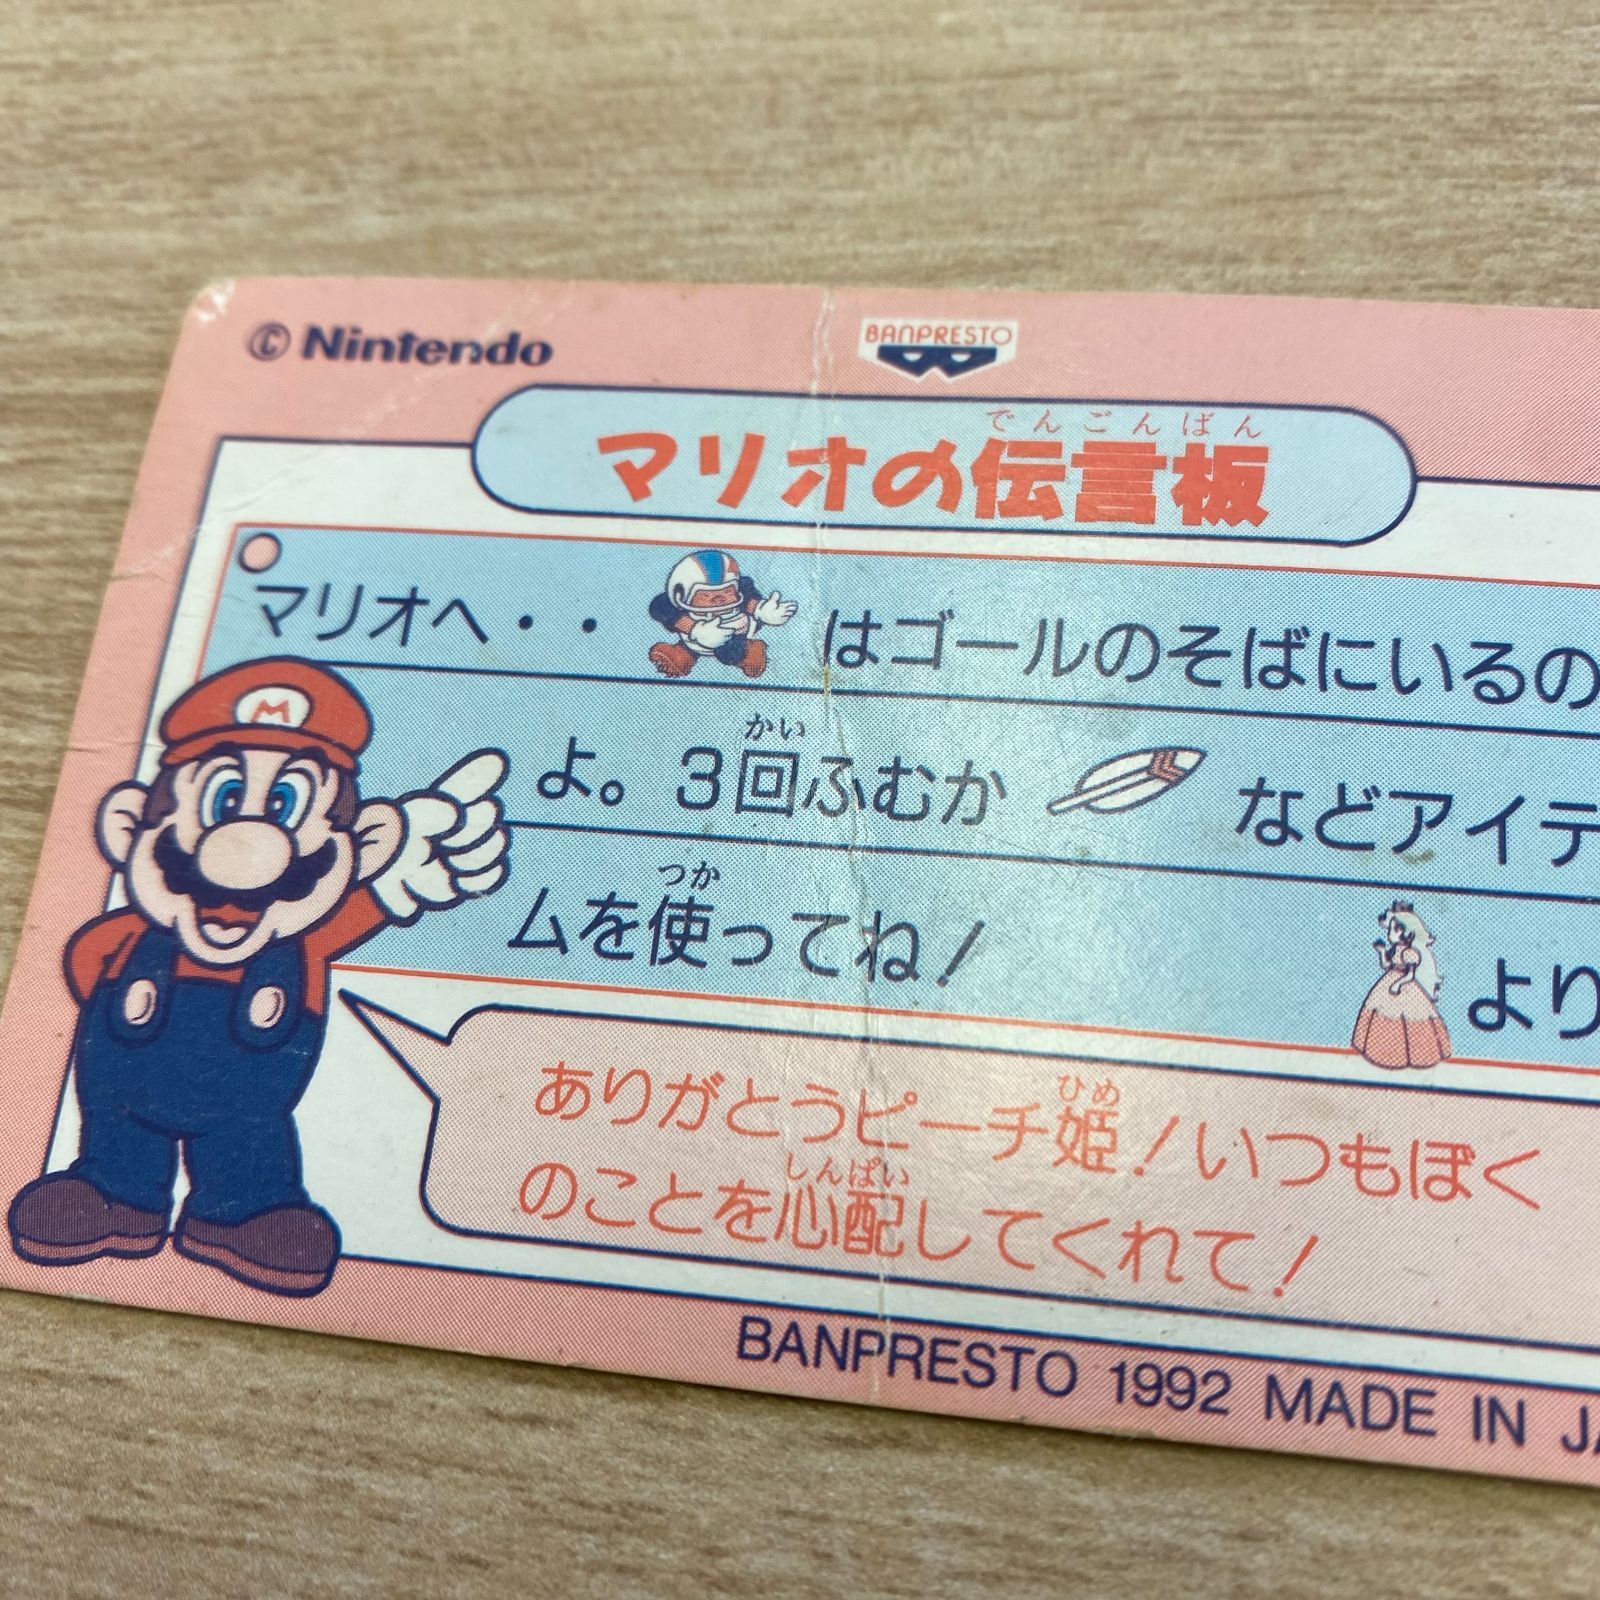 © Nintendo
BANPRESTO
でんごんばん
マリオの伝言板
マリオへ・・はゴールのそばにいるの
かい
よ。3回ふむかなどアイテ
つか
ムを使ってね!
より
ひめ
ありがとうピーチ姫!いつもぼく
しんぱい
のことを心配してくれて!
BANPRESTO 1992 MADE IN JA
M